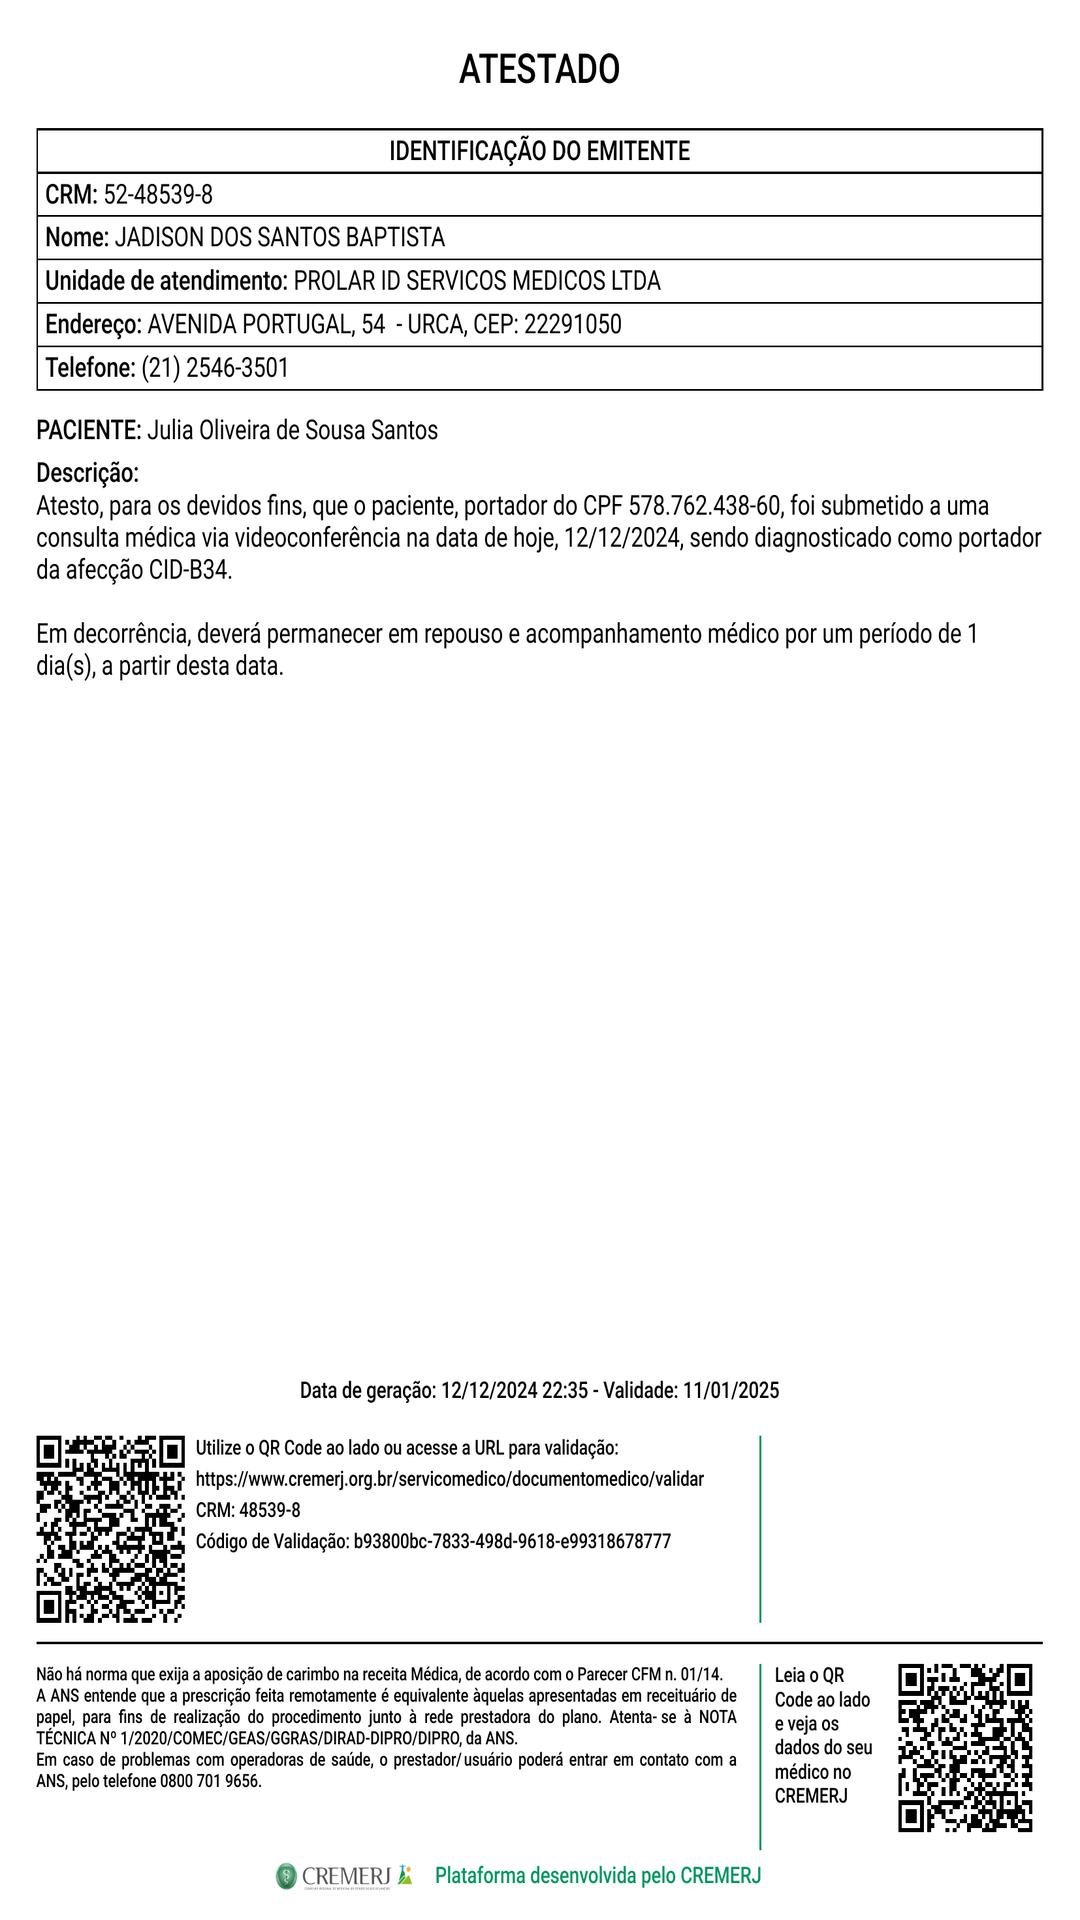 ATESTADO
IDENTIFICAÇÃO DO EMITENTE
CRM: 52-48539-8
Nome: JADISON DOS SANTOS BAPTISTA
Unidade de atendimento: PROLAR ID SERVICOS MEDICOS LTDA
Endereço: AVENIDA PORTUGAL, 54 - URCA, CEP: 22291050
Telefone: (21) 2546-3501
PACIENTE: Julia Oliveira de Sousa Santos
Descrição:
Atesto, para os devidos fins, que o paciente, portador do CPF 578.762.438-60, foi submetido a uma
consulta médica via videoconferência na data de hoje, 12/12/2024, sendo diagnosticado como portador
da afecção CID-B34.
Em decorrência, deverá permanecer em repouso e acompanhamento médico por um período de 1
dia(s), a partir desta data.
Data de geração: 12/12/2024 22:35 - Validade: 11/01/2025
Utilize o QR Code ao lado ou acesse a URL para validação:
https://www.cremerj.org.br/servicomedico/documentomedico/validar
CRM: 48539-8
Código de Validação: b93800bc-7833-498d-9618-e99318678777
Não há norma que exija a aposição de carimbo na receita Médica, de acordo com o Parecer CFM n. 01/14.
A ANS entende que a prescrição feita remotamente é equivalente àquelas apresentadas em receituário de
papel, para fins de realização do procedimento junto à rede prestadora do plano. Atenta- se à NOTA
TÉCNICA Nº 1/2020/COMEC/GEAS/GGRAS/DIRAD-DIPRO/DIPRO, da ANS.
Em caso de problemas com operadoras de saúde, o prestador/ usuário poderá entrar em contato com a
ANS, pelo telefone 0800 701 9656.
Leia o QR
Code ao lado
e veja os
dados do seu
médico no
CREMERJ
CREMERJ
Plataforma desenvolvida pelo CREMERJ